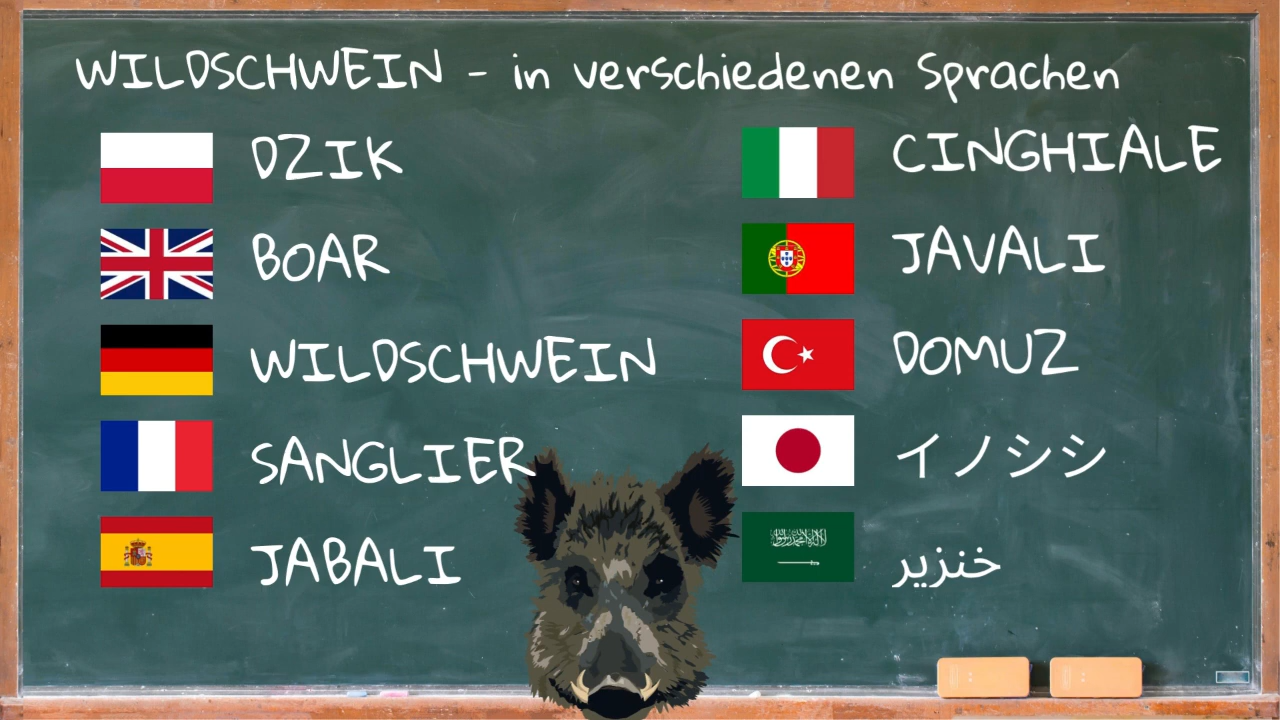 WILDSCHWEIN - in verschiedenen Sprachen
DZIK
BOAR
WILDSCHWEIN
SANGLIER
JABALI
CINGHIALE
JAVALI
DOMUZ
イノシシ
خنزير